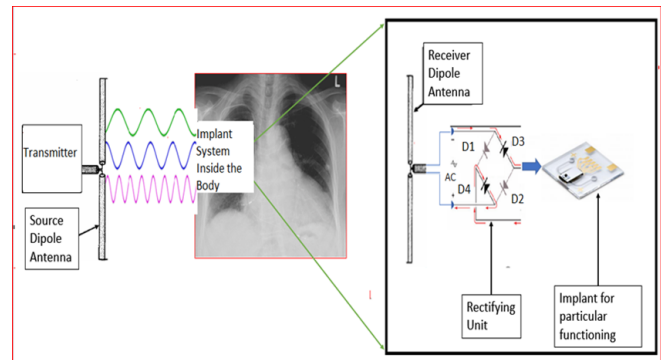 Transmitter
Source
Dipole
Antenna
Implant
System
Inside the
Body
L
Receiver
Dipole
Antenna
D1
D3
AC
D4
D2
-
+
Rectifying
Unit
Implant for
particular
functioning